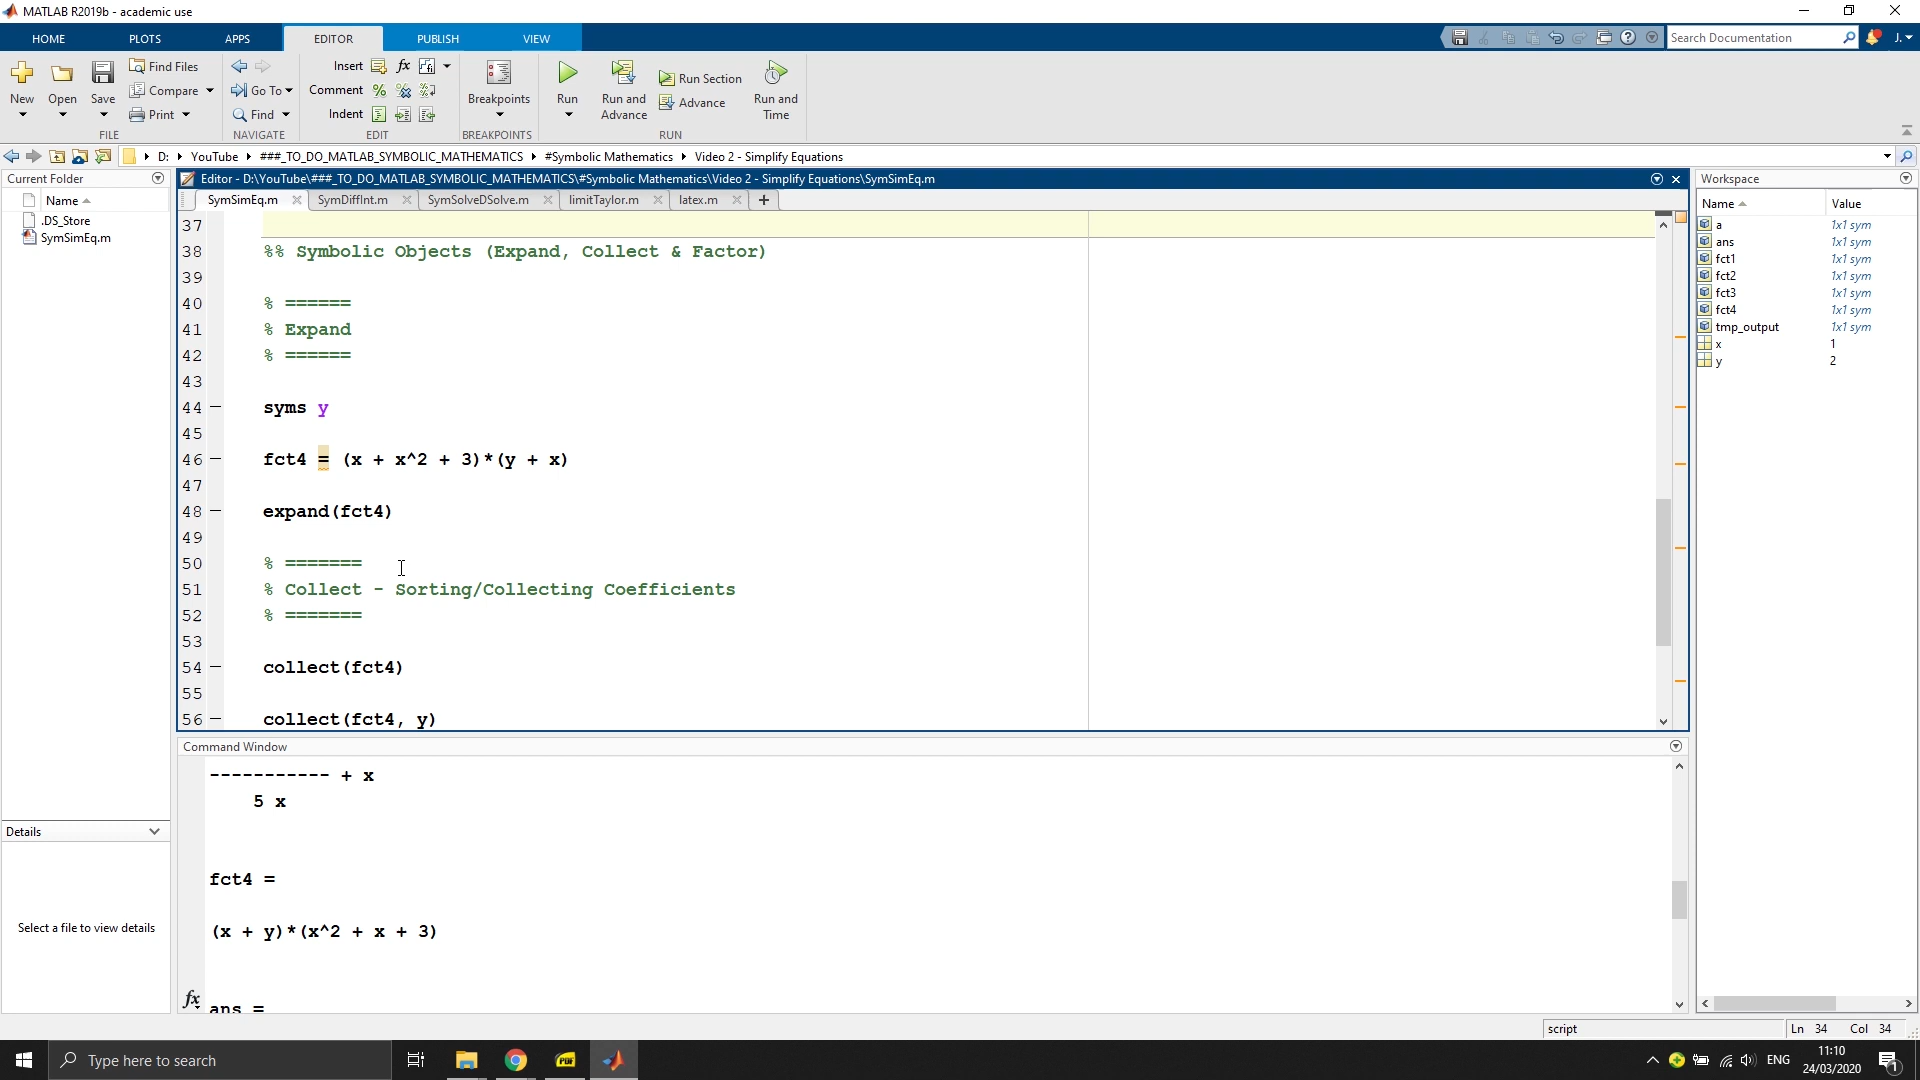 MATLAB R2019b - academic use
HOME PLOTS APPS EDITOR PUBLISH VIEW
Search Documentation
J.
New Open Save
Find Files
Compare
Print
FILE
Go To
Find
NAVIGATE
Insert fx
Comment % %
Indent
EDIT
Breakpoints
BREAKPOINTS
Run
Run and Advance
Run Section
Advance
Run and Time
RUN
D: YouTube ###_TO_DO_MATLAB_SYMBOLIC_MATHEMATICS #Symbolic Mathematics Video 2 - Simplify Equations
Current Folder
Name
.DS_Store
SymSimEq.m
Details
Select a file to view details
Editor - D:\YouTube\###_TO_DO_MATLAB_SYMBOLIC_MATHEMATICS\#Symbolic Mathematics\Video 2 - Simplify Equations\SymSimEq.m
SymSimEq.m SymDiffInt.m SymSolveDSolve.m limitTaylor.m latex.m
37
38 %% Symbolic Objects (Expand, Collect & Factor)
39
40 % ======
41 % Expand
42 % ======
43
44 — syms y
45
46 — fct4 = (x + x^2 + 3)*(y + x)
47
48 — expand(fct4)
49
50 % =======
51 % Collect - Sorting/Collecting Coefficients
52 % =======
53
54 — collect(fct4)
55
56 — collect(fct4, y)
Command Window
----------- + x
5 x
fct4 =
(x + y)*(x^2 + x + 3)
fx ans =
Workspace
Name Value
a 1x1 sym
ans 1x1 sym
fct1 1x1 sym
fct2 1x1 sym
fct3 1x1 sym
fct4 1x1 sym
tmp_output 1x1 sym
x 1
y 2
script Ln 34 Col 34
Type here to search
PDF
ENG
11:10
24/03/2020
1